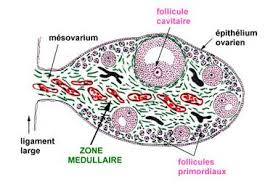 follicule
cavitaire
mésovarium
épithélium
ovarien
ligament
large
ZONE
MEDULLAIRE
follicules
primordiaux